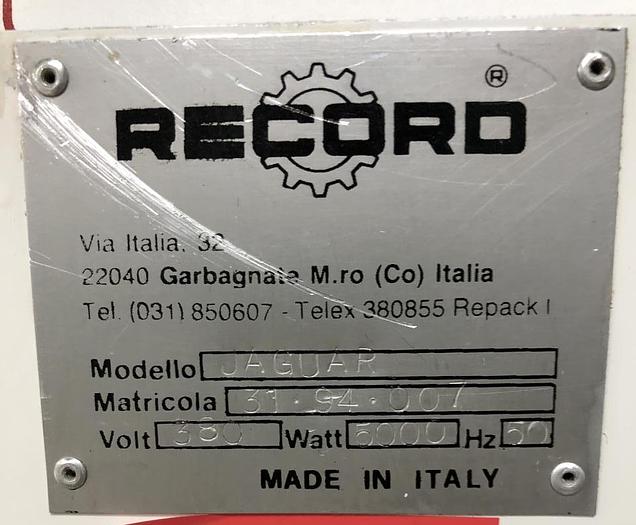 RECORD ®
Via Italia, 32
22040 Garbagnate M.ro (Co) Italia
Tel. (031) 850607 - Telex 380855 Repack I
Modello JAGUAR
Matricola 31·94·007
Volt 380 Watt 5000 Hz 50
MADE IN ITALY